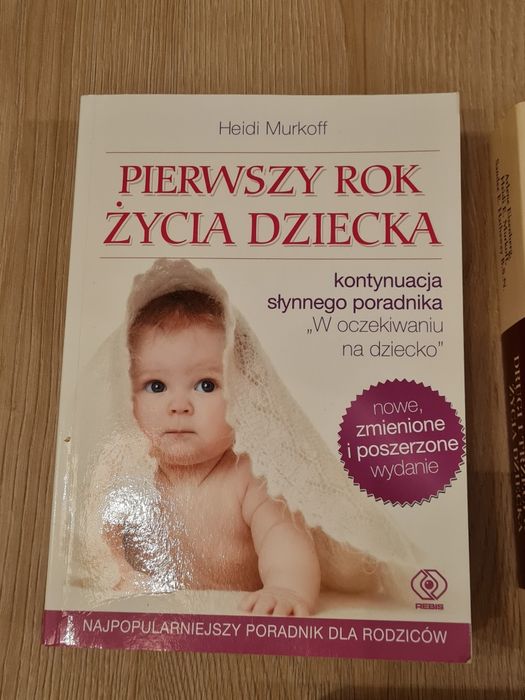 Heidi Murkoff
PIERWSZY ROK
ŻYCIA DZIECKA
kontynuacja
słynnego poradnika
„W oczekiwaniu
na dziecko”
nowe,
zmienione
i poszerzone
wydanie
REBIS
NAJPOPULARNIEJSZY PORADNIK DLA RODZICÓW